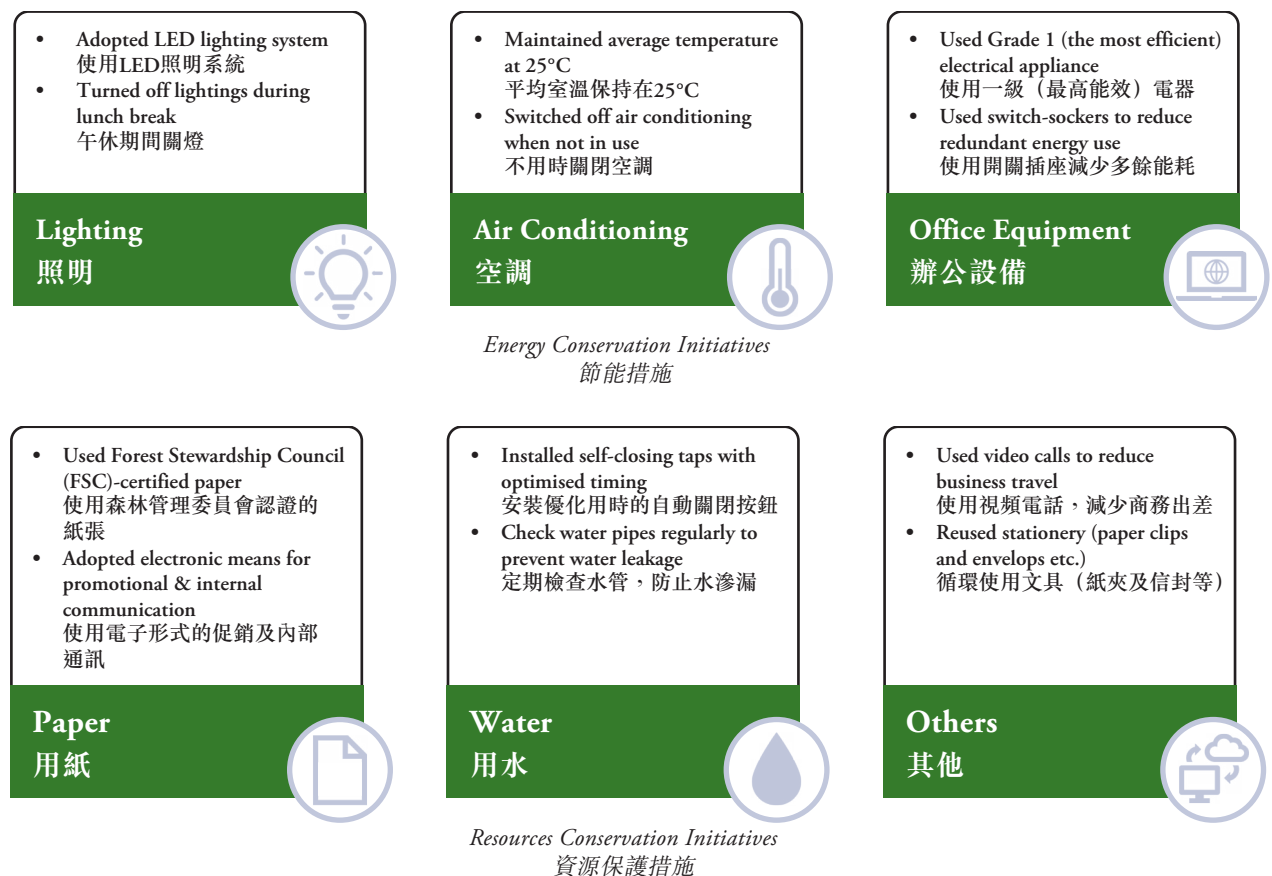 • Adopted LED lighting system
使用LED照明系統
• Turned off lightings during
lunch break
午休期間關燈
Lighting
照明
• Maintained average temperature
at 25°C
平均室溫保持在25°C
• Switched off air conditioning
when not in use
不用時關閉空調
Air Conditioning
空調
• Used Grade 1 (the most efficient)
electrical appliance
使用一級（最高能效）電器
• Used switch-sockers to reduce
redundant energy use
使用開關插座減少多餘能耗
Office Equipment
辦公設備
Energy Conservation Initiatives
節能措施
• Used Forest Stewardship Council
(FSC)-certified paper
使用森林管理委員會認證的
紙張
• Adopted electronic means for
promotional & internal
communication
使用電子形式的促銷及內部
通訊
Paper
用紙
• Installed self-closing taps with
optimised timing
安裝優化用時的自動關閉按鈕
• Check water pipes regularly to
prevent water leakage
定期檢查水管，防止水滲漏
Water
用水
• Used video calls to reduce
business travel
使用視頻電話，減少商務出差
• Reused stationery (paper clips
and envelops etc.)
循環使用文具（紙夾及信封等）
Others
其他
Resources Conservation Initiatives
資源保護措施